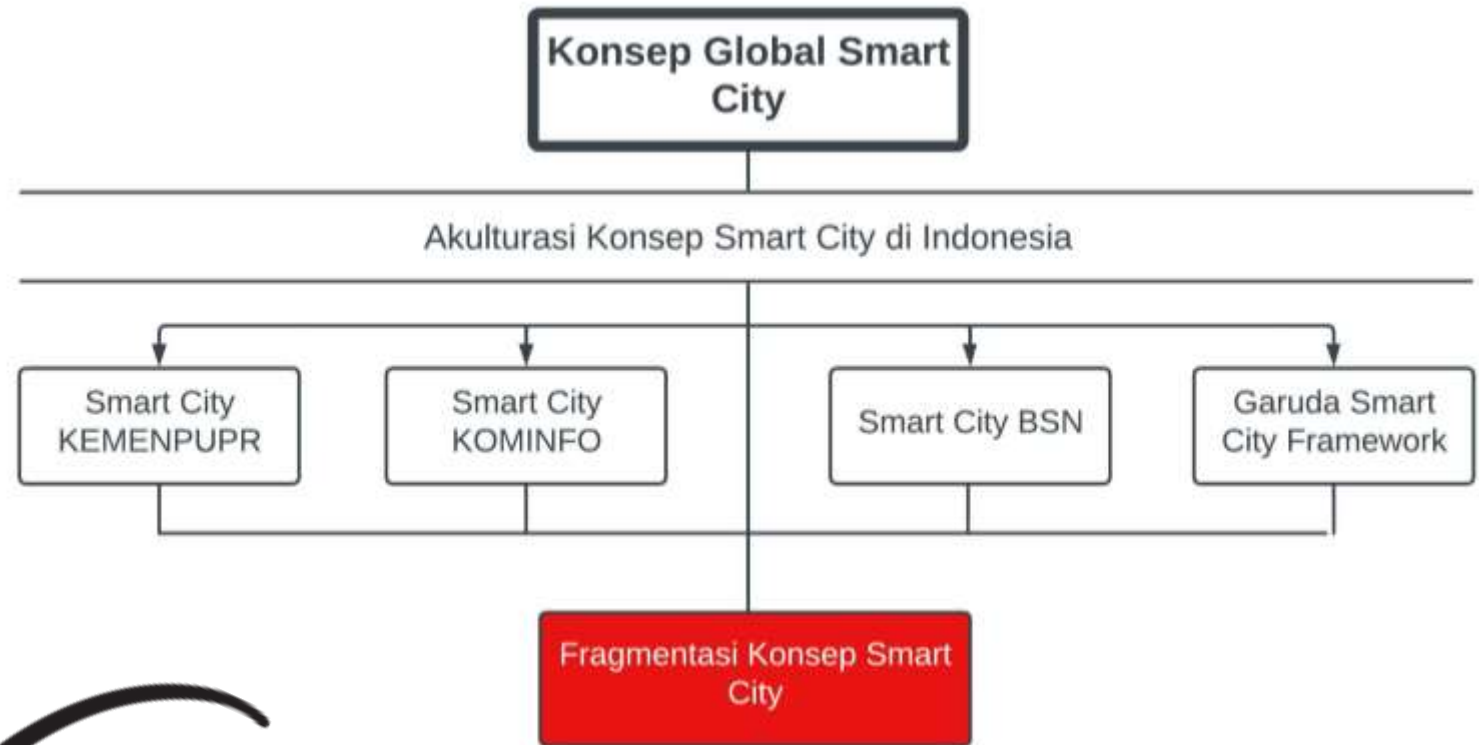 Konsep Global Smart
City
Akulturasi Konsep Smart City di Indonesia
Smart City
KEMENPUPR
Smart City
KOMINFO
Smart City BSN
Garuda Smart
City Framework
Fragmentasi Konsep Smart
City